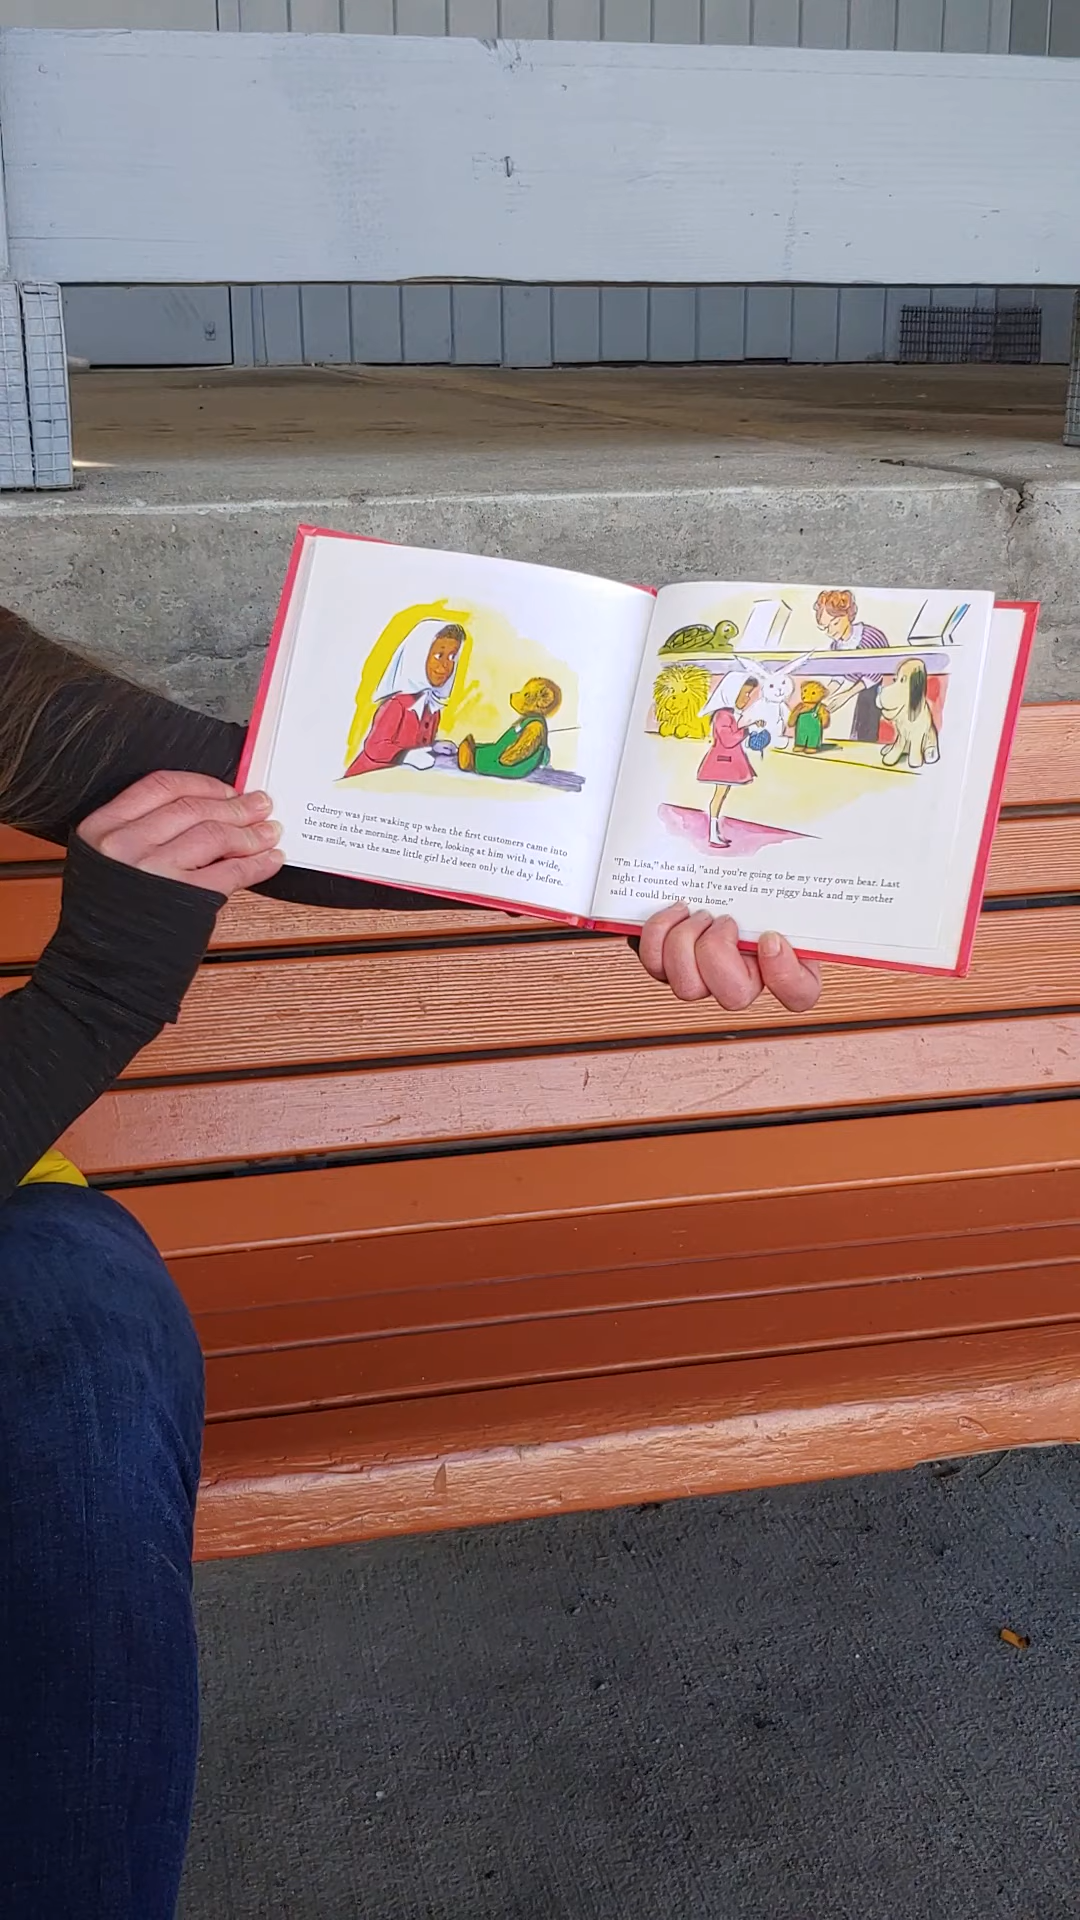 Corduroy was just waking up when the first customers came into
the store in the morning. And there, looking at him with a wide,
warm smile, was the same little girl he'd seen only the day before.
"I'm Lisa," she said, "and you're going to be my very own bear. Last
night I counted what I've saved in my piggy bank and my mother
said I could bring you home."